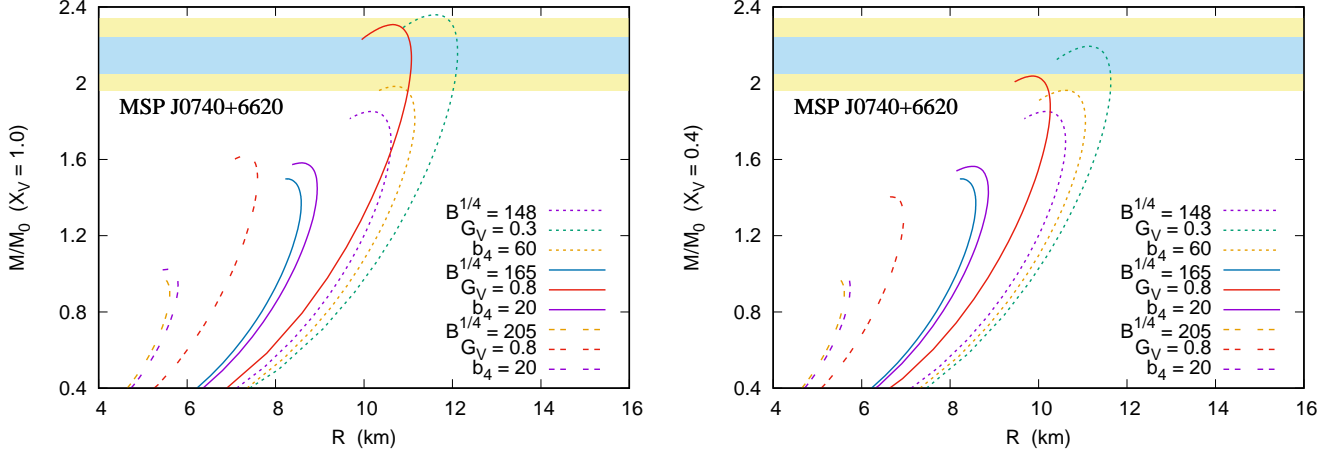 2.4
2
1.6
1.2
0.8
0.4
M/M0 (XV = 1.0)
MSP J0740+6620
B1/4 = 148
GV = 0.3
b4 = 60
B1/4 = 165
GV = 0.8
b4 = 20
B1/4 = 205
GV = 0.8
b4 = 20
4 6 8 10 12 14 16
R (km)
2.4
2
1.6
1.2
0.8
0.4
M/M0 (XV = 0.4)
MSP J0740+6620
B1/4 = 148
GV = 0.3
b4 = 60
B1/4 = 165
GV = 0.8
b4 = 20
B1/4 = 205
GV = 0.8
b4 = 20
4 6 8 10 12 14 16
R (km)